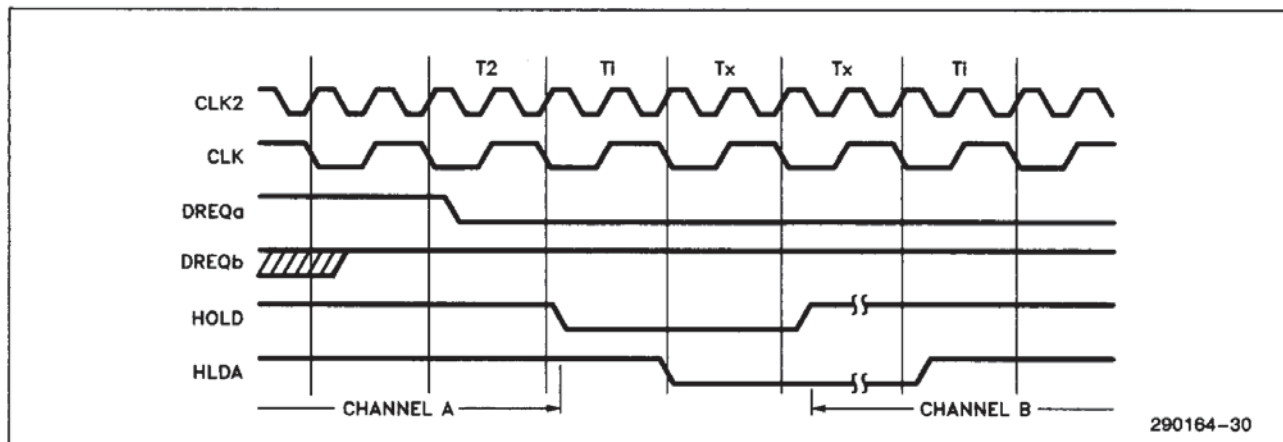 T2 Ti Tx Tx Ti
CLK2
CLK
DREQa
DREQb
HOLD
HLDA
CHANNEL A CHANNEL B
290164–30